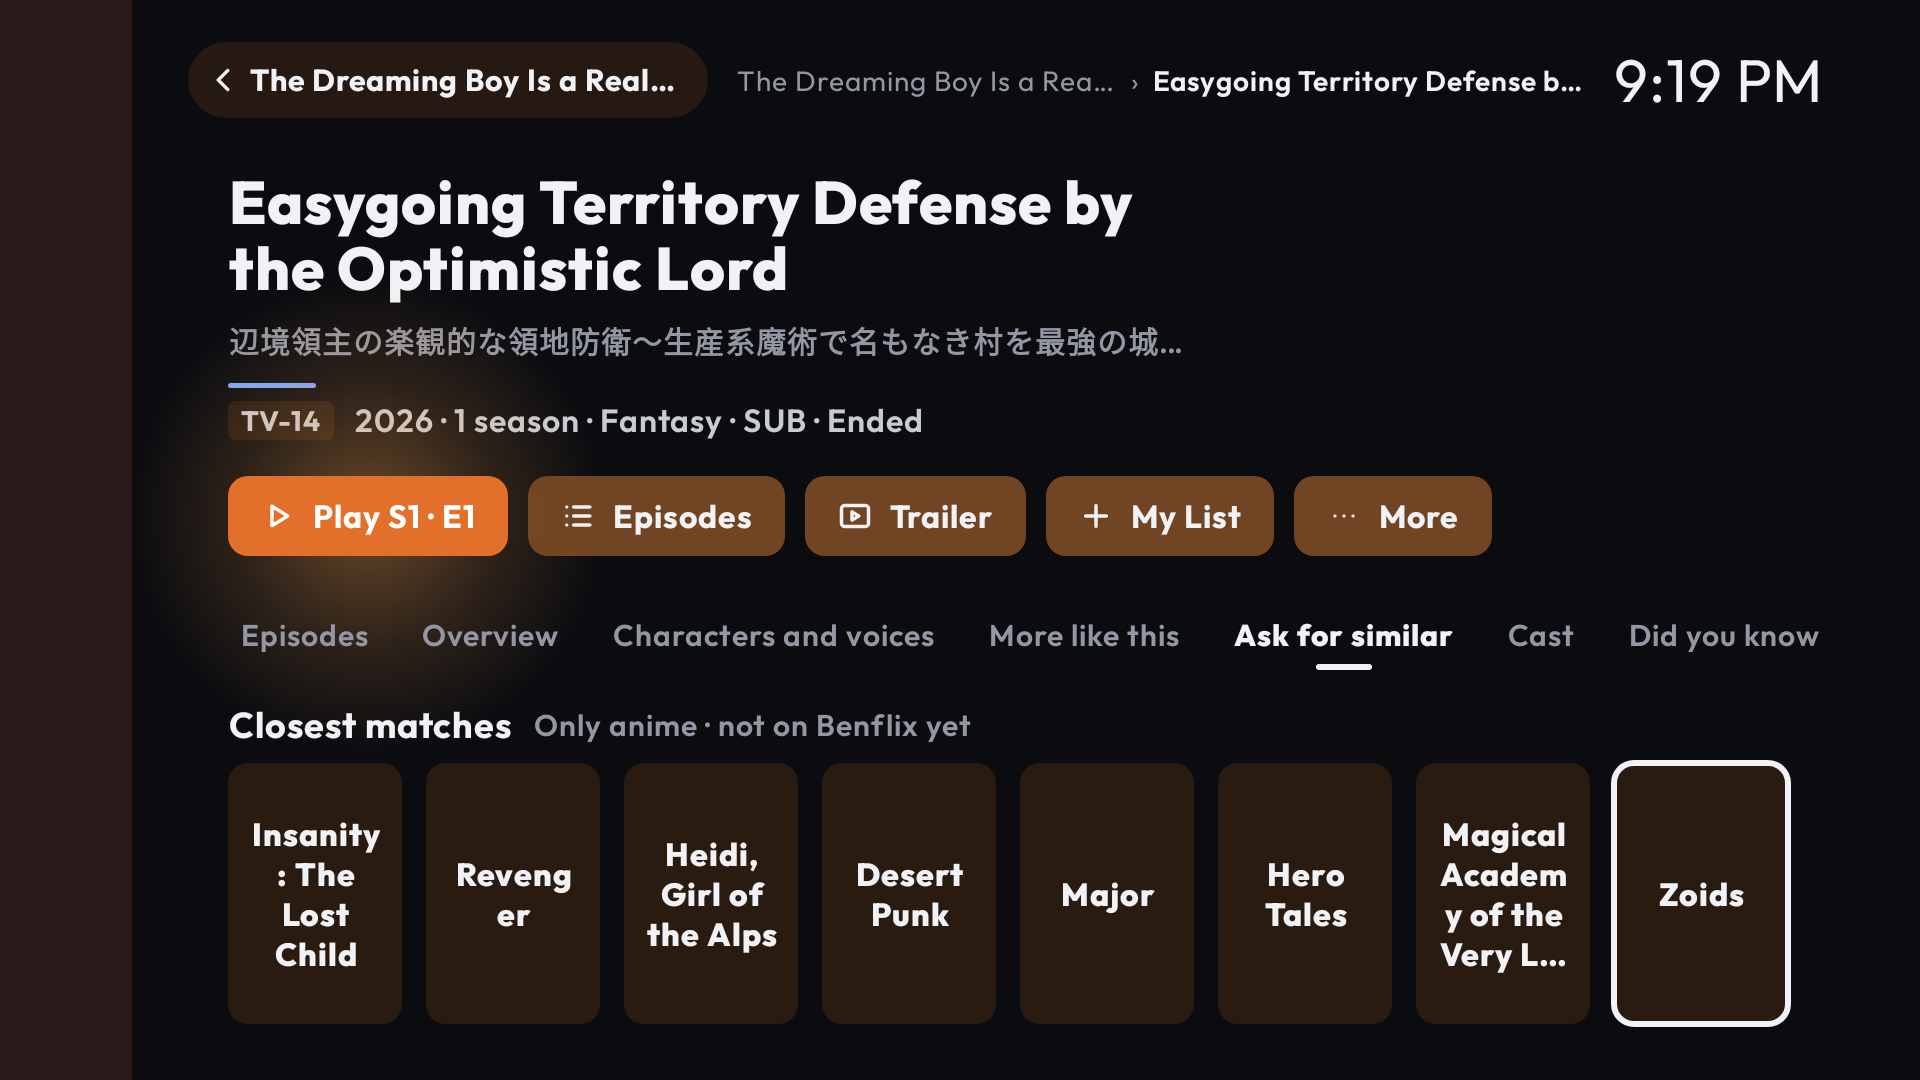 The Dreaming Boy Is a Real...
The Dreaming Boy Is a Rea... › Easygoing Territory Defense b...
9:19 PM
Easygoing Territory Defense by
the Optimistic Lord
辺境領主の楽観的な領地防衛～生産系魔術で名もなき村を最強の城...
TV-14 2026 · 1 season · Fantasy · SUB · Ended
Play S1 · E1
Episodes
Trailer
My List
More
Episodes
Overview
Characters and voices
More like this
Ask for similar
Cast
Did you know
Closest matches Only anime · not on Benflix yet
Insanity
: The
Lost
Child
Reveng
er
Heidi,
Girl of
the Alps
Desert
Punk
Major
Hero
Tales
Magical
Academ
y of the
Very L...
Zoids